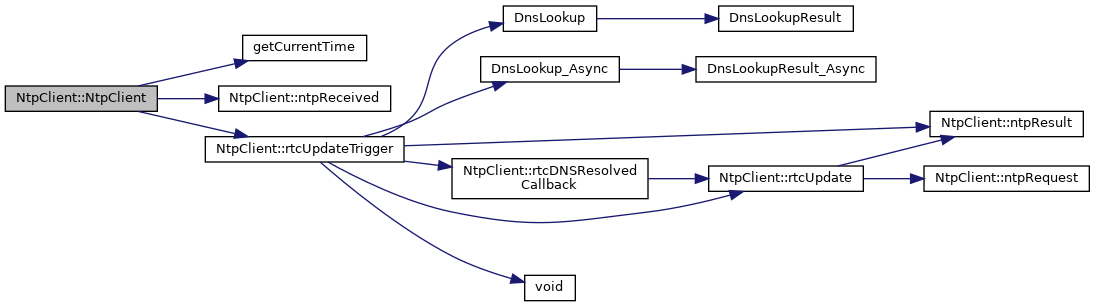 NtpClient::NtpClient
getCurrentTime
NtpClient::ntpReceived
NtpClient::rtcUpdateTrigger
DnsLookup
DnsLookupResult
DnsLookup_Async
DnsLookupResult_Async
NtpClient::rtcDNSResolved
Callback
NtpClient::rtcUpdate
NtpClient::ntpResult
NtpClient::ntpRequest
void